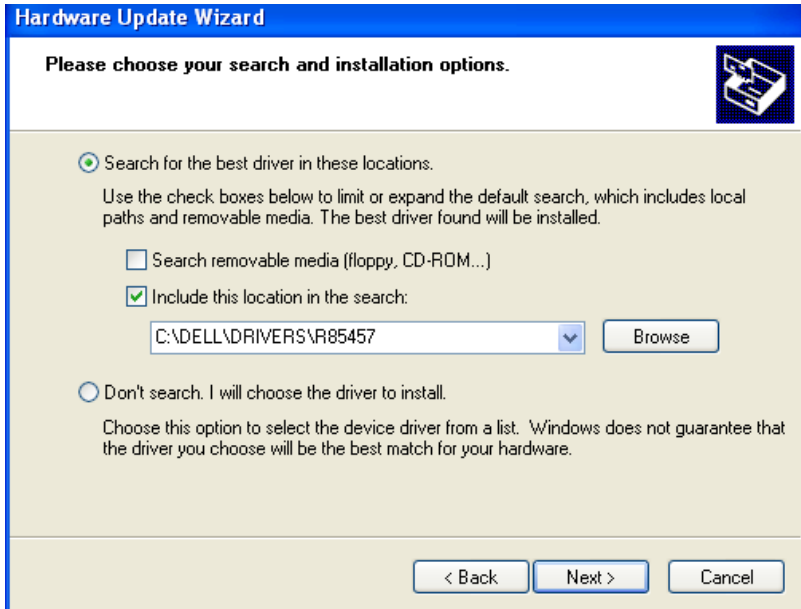 Hardware Update Wizard
Please choose your search and installation options.
Search for the best driver in these locations.
Use the check boxes below to limit or expand the default search, which includes local
paths and removable media. The best driver found will be installed.
Search removable media (floppy, CD-ROM...)
Include this location in the search:
C:\DELL\DRIVERS\R85457
Browse
Don't search. I will choose the driver to install.
Choose this option to select the device driver from a list.  Windows does not guarantee that
the driver you choose will be the best match for your hardware.
< Back
Next >
Cancel